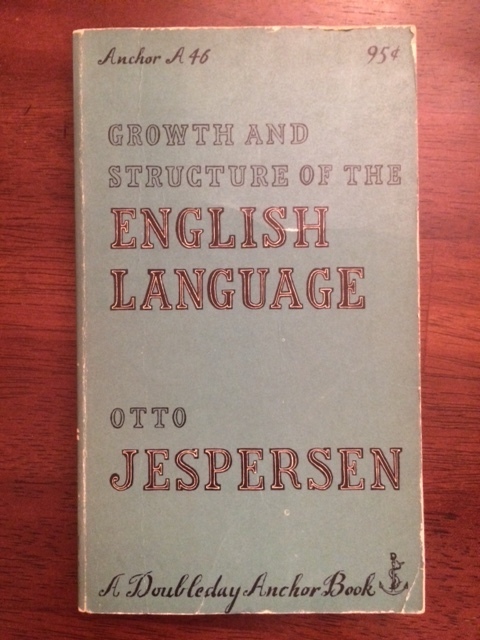 Anchor A 46 95¢
GROWTH AND
STRUCTURE OF THE
ENGLISH
LANGUAGE
OTTO
JESPERSEN
A Doubleday Anchor Book